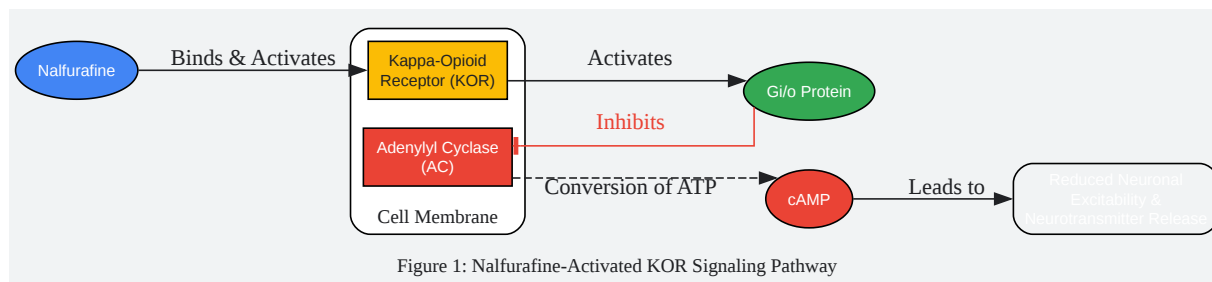 Nalfurafine
Binds & Activates
Kappa-Opioid
Receptor (KOR)
Activates
Gi/o Protein
Inhibits
Adenylyl Cyclase
(AC)
Conversion of ATP
cAMP
Leads to
Reduced Neuronal
Excitability &
Neurotransmitter Release
Cell Membrane
Figure 1: Nalfurafine-Activated KOR Signaling Pathway